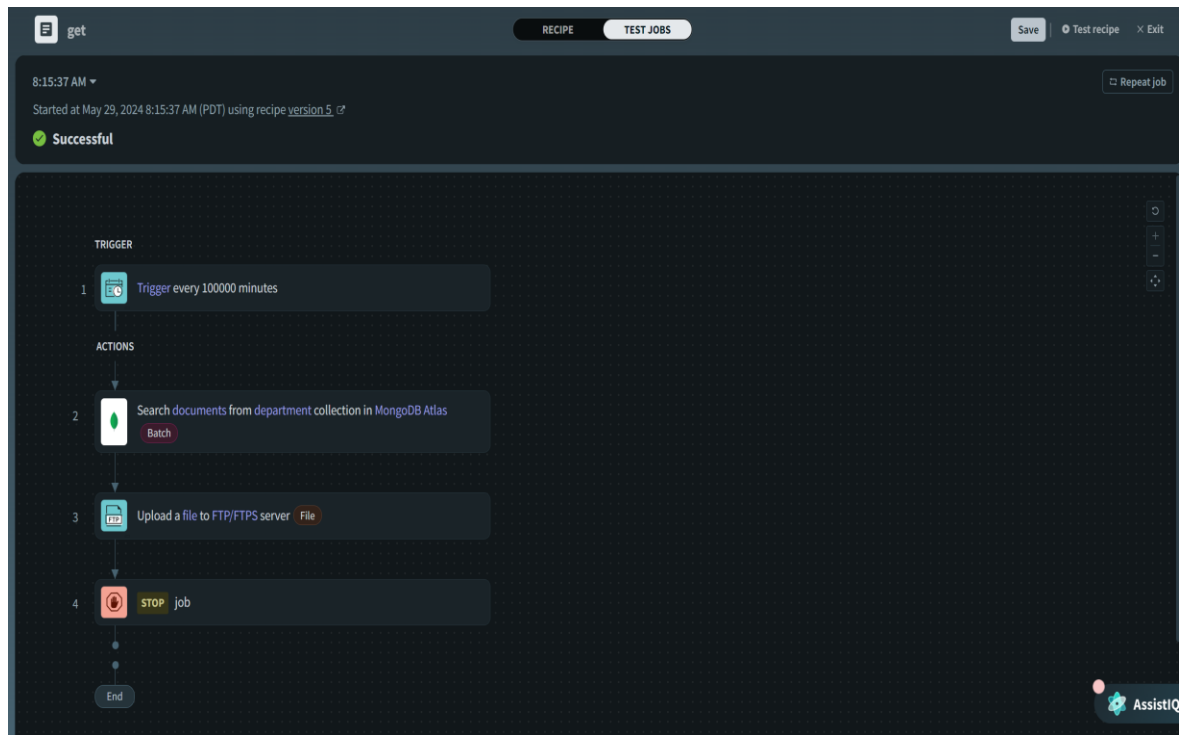 get
RECIPE
TEST JOBS
Save
Test recipe
Exit
8:15:37 AM
Repeat job
Started at May 29, 2024 8:15:37 AM (PDT) using recipe version 5
Successful
TRIGGER
1
Trigger every 100000 minutes
ACTIONS
2
Search documents from department collection in MongoDB Atlas
Batch
3
FTP
Upload a file to FTP/FTPS server File
4
STOP job
End
AssistIQ